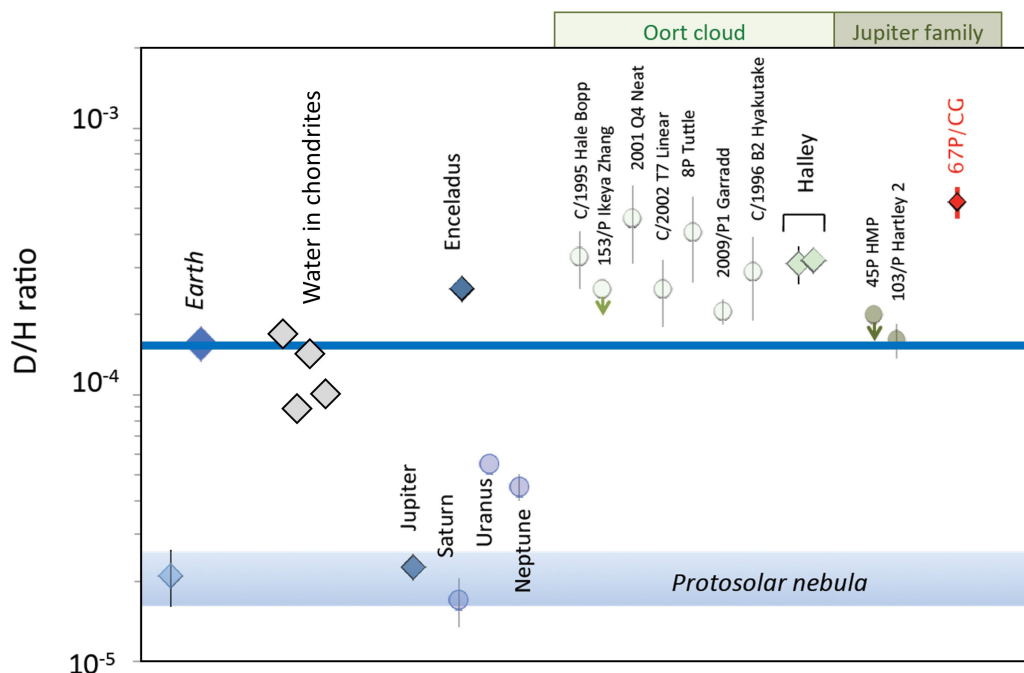 Oort cloud
Jupiter family
D/H ratio
10⁻³
10⁻⁴
10⁻⁵
Earth
Water in chondrites
Enceladus
C/1995 Hale Bopp
153/P Ikeya Zhang
2001 Q4 Neat
C/2002 T7 Linear
8P Tuttle
2009/P1 Garradd
C/1996 B2 Hyakutake
Halley
45P HMP
103/P Hartley 2
67P/CG
Jupiter
Saturn
Uranus
Neptune
Protosolar nebula